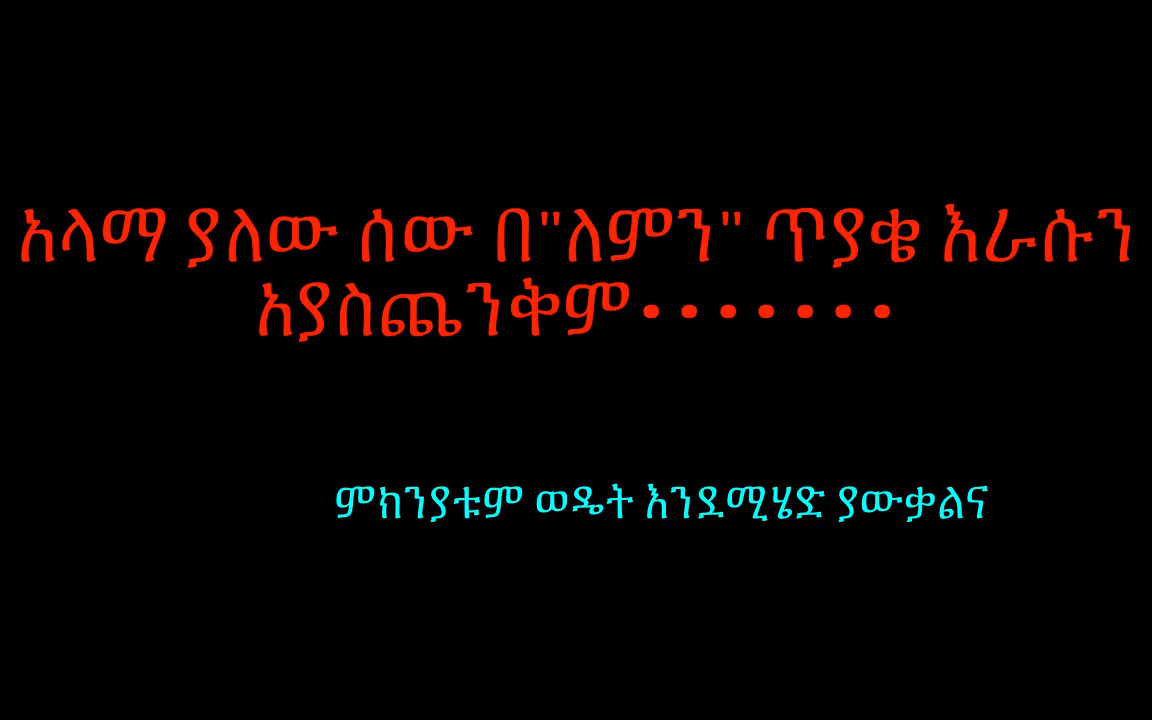 አላማ ያለው ሰው በ"ለምን" ጥያቄ እራሱን
አያስጨንቅም•••••••
ምክንያቱም ወዴት እንደሚሄድ ያውቃልና